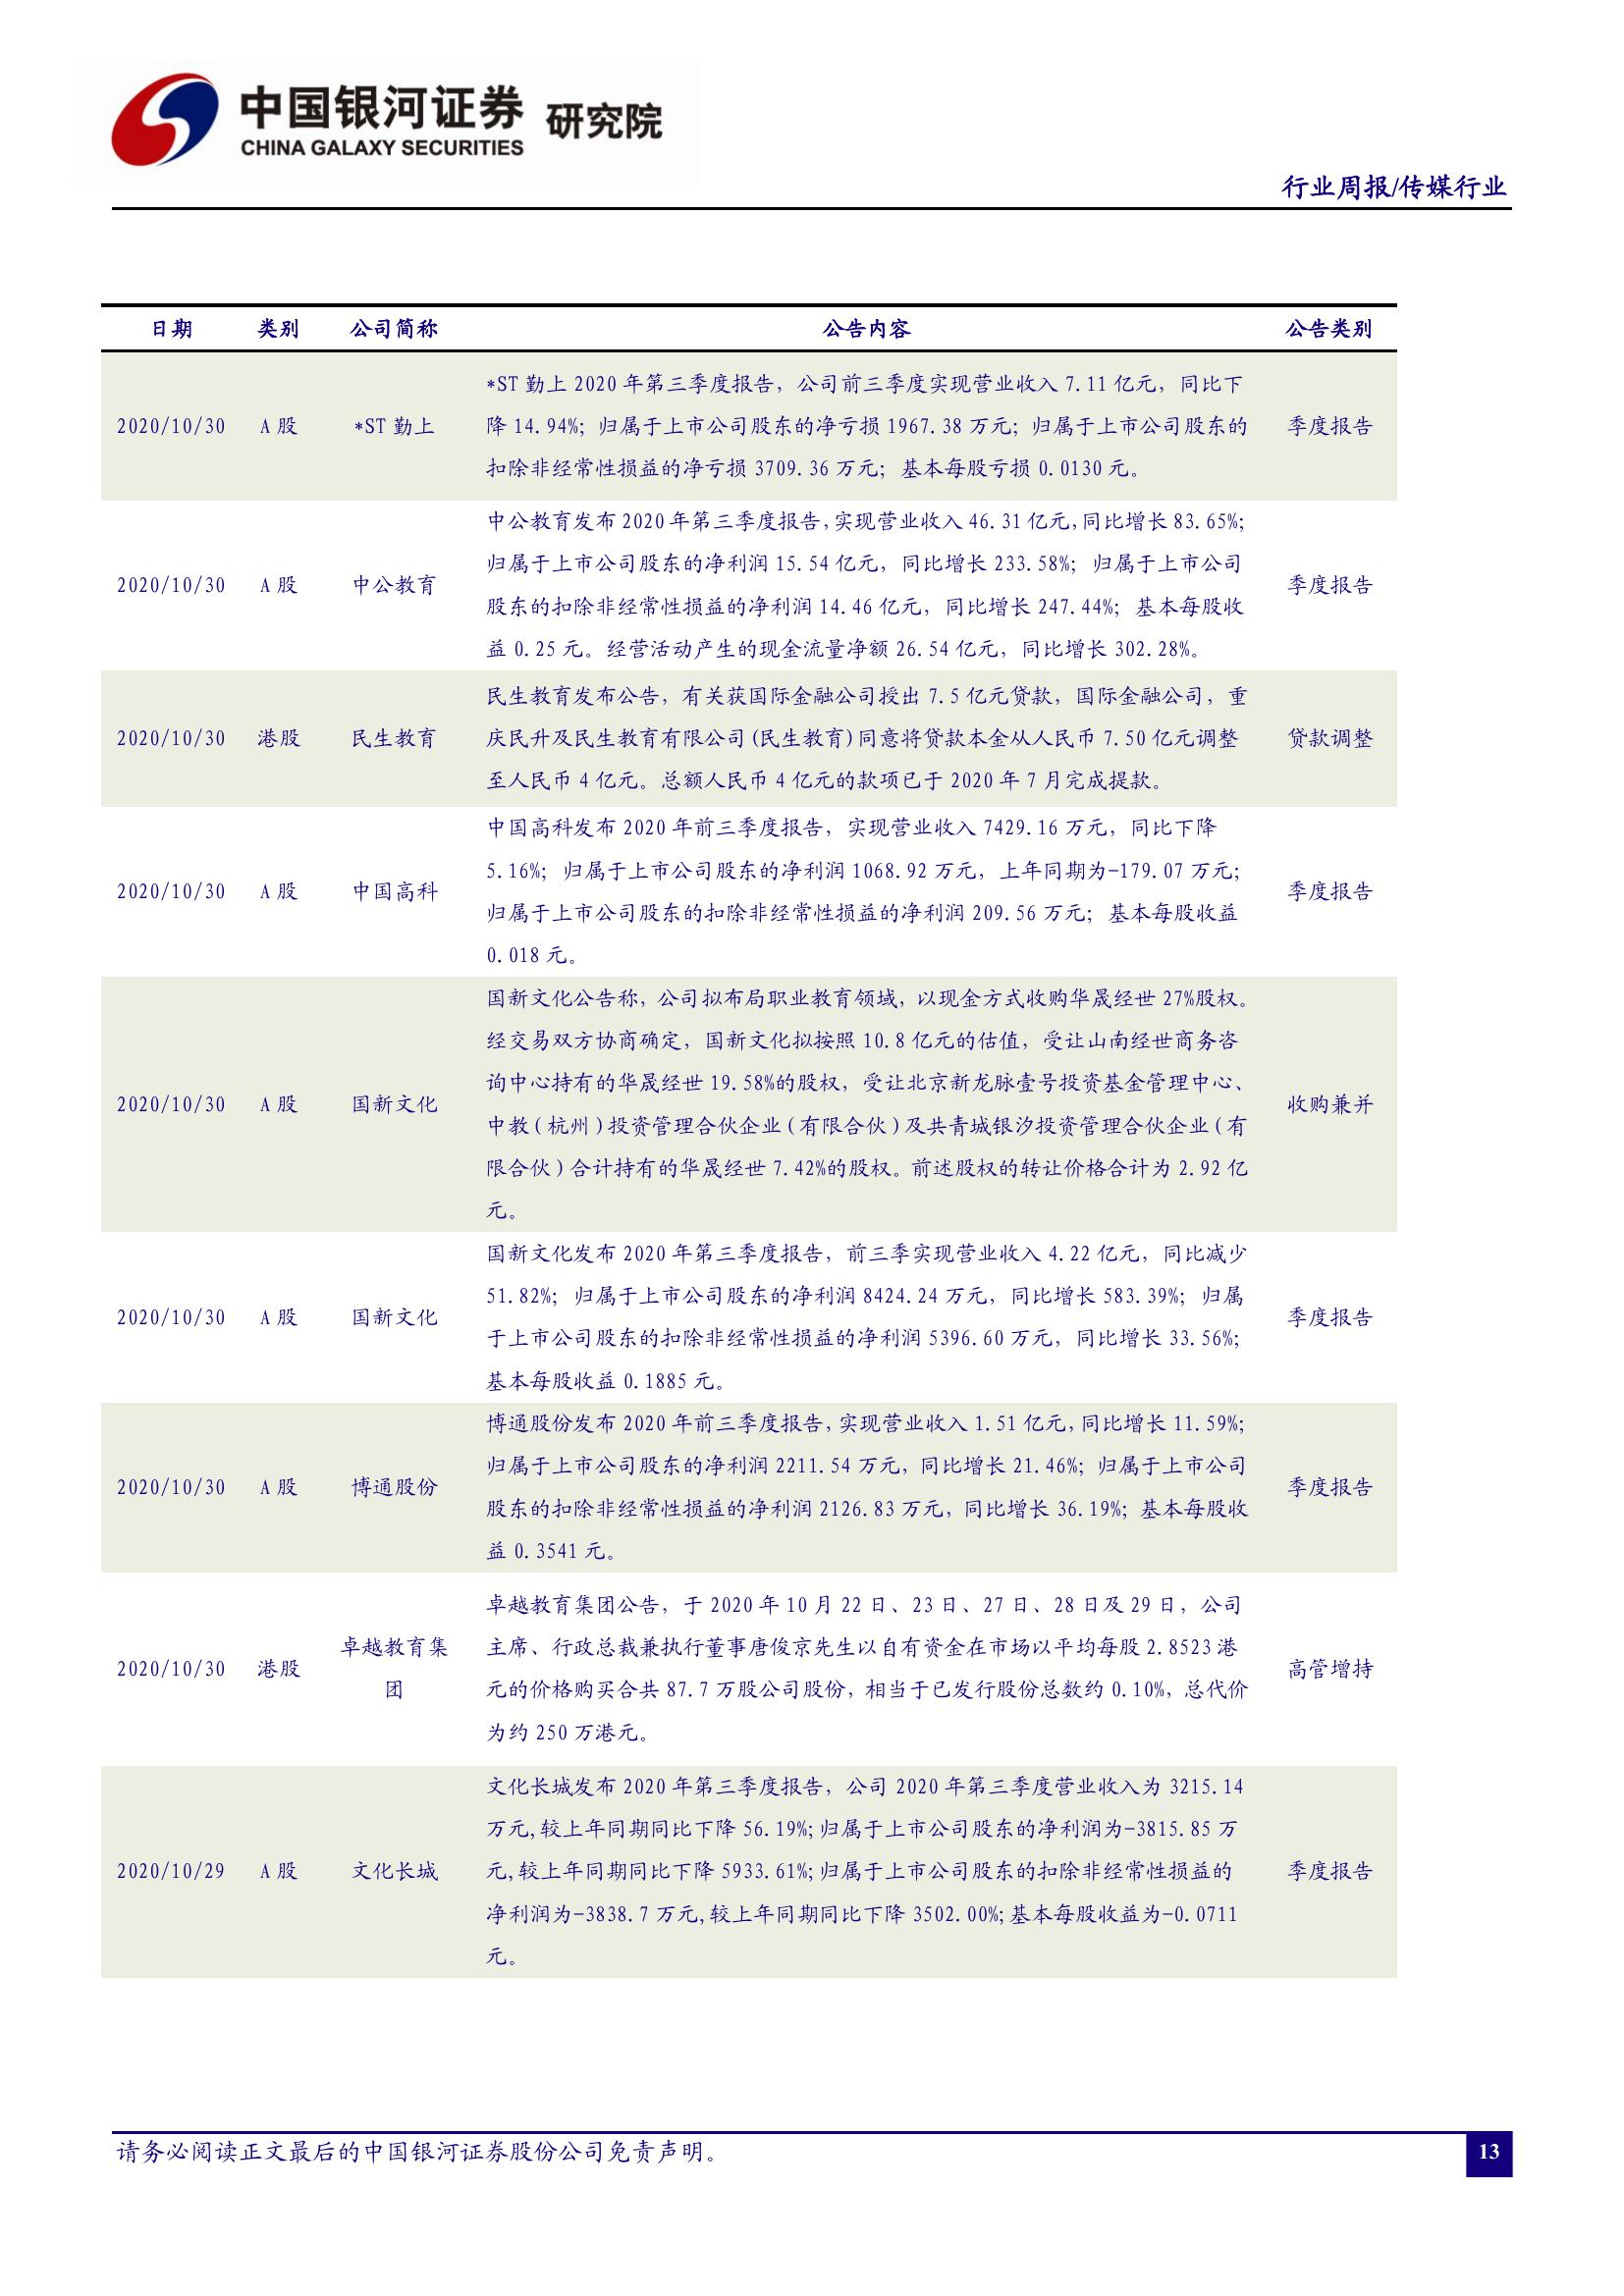 中国银河证券 研究院
CHINA GALAXY SECURITIES
行业周报/传媒行业
日期 类别 公司简称 公告内容 公告类别
*ST 勤上 2020 年第三季度报告，公司前三季度实现营业收入 7.11 亿元，同比下
2020/10/30 A 股 *ST 勤上 降 14.94%；归属于上市公司股东的净亏损 1967.38 万元；归属于上市公司股东的 季度报告
扣除非经常性损益的净亏损 3709.36 万元；基本每股亏损 0.0130 元。
中公教育发布 2020 年第三季度报告，实现营业收入 46.31 亿元，同比增长 83.65%；
归属于上市公司股东的净利润 15.54 亿元，同比增长 233.58%；归属于上市公司
2020/10/30 A 股 中公教育 季度报告
股东的扣除非经常性损益的净利润 14.46 亿元，同比增长 247.44%；基本每股收
益 0.25 元。经营活动产生的现金流量净额 26.54 亿元，同比增长 302.28%。
民生教育发布公告，有关获国际金融公司授出 7.5 亿元贷款，国际金融公司，重
2020/10/30 港股 民生教育 庆民升及民生教育有限公司(民生教育)同意将贷款本金从人民币 7.50 亿元调整 贷款调整
至人民币 4 亿元。总额人民币 4 亿元的款项已于 2020 年 7 月完成提款。
中国高科发布 2020 年前三季度报告，实现营业收入 7429.16 万元，同比下降
5.16%；归属于上市公司股东的净利润 1068.92 万元，上年同期为-179.07 万元；
2020/10/30 A 股 中国高科 季度报告
归属于上市公司股东的扣除非经常性损益的净利润 209.56 万元；基本每股收益
0.018 元。
国新文化公告称，公司拟布局职业教育领域，以现金方式收购华晟经世 27%股权。
经交易双方协商确定，国新文化拟按照 10.8 亿元的估值，受让山南经世商务咨
询中心持有的华晟经世 19.58%的股权，受让北京新龙脉壹号投资基金管理中心、
2020/10/30 A 股 国新文化 收购兼并
中教(杭州)投资管理合伙企业(有限合伙)及共青城银汐投资管理合伙企业(有
限合伙)合计持有的华晟经世 7.42%的股权。前述股权的转让价格合计为 2.92 亿
元。
国新文化发布 2020 年第三季度报告，前三季实现营业收入 4.22 亿元，同比减少
51.82%；归属于上市公司股东的净利润 8424.24 万元，同比增长 583.39%；归属
2020/10/30 A 股 国新文化 季度报告
于上市公司股东的扣除非经常性损益的净利润 5396.60 万元，同比增长 33.56%；
基本每股收益 0.1885 元。
博通股份发布 2020 年前三季度报告，实现营业收入 1.51 亿元，同比增长 11.59%；
归属于上市公司股东的净利润 2211.54 万元，同比增长 21.46%；归属于上市公司
2020/10/30 A 股 博通股份 季度报告
股东的扣除非经常性损益的净利润 2126.83 万元，同比增长 36.19%；基本每股收
益 0.3541 元。
卓越教育集团公告，于 2020 年 10 月 22 日、23 日、27 日、28 日及 29 日，公司
主席、行政总裁兼执行董事唐俊京先生以自有资金在市场以平均每股 2.8523 港
2020/10/30 港股 卓越教育集团 高管增持
元的价格购买合共 87.7 万股公司股份，相当于已发行股份总数约 0.10%，总代价
为约 250 万港元。
文化长城发布 2020 年第三季度报告，公司 2020 年第三季度营业收入为 3215.14
万元,较上年同期同比下降 56.19%;归属于上市公司股东的净利润为-3815.85 万
2020/10/29 A 股 文化长城 元,较上年同期同比下降 5933.61%;归属于上市公司股东的扣除非经常性损益的 季度报告
净利润为-3838.7 万元,较上年同期同比下降 3502.00%;基本每股收益为-0.0711
元。
请务必阅读正文最后的中国银河证券股份公司免责声明。
13